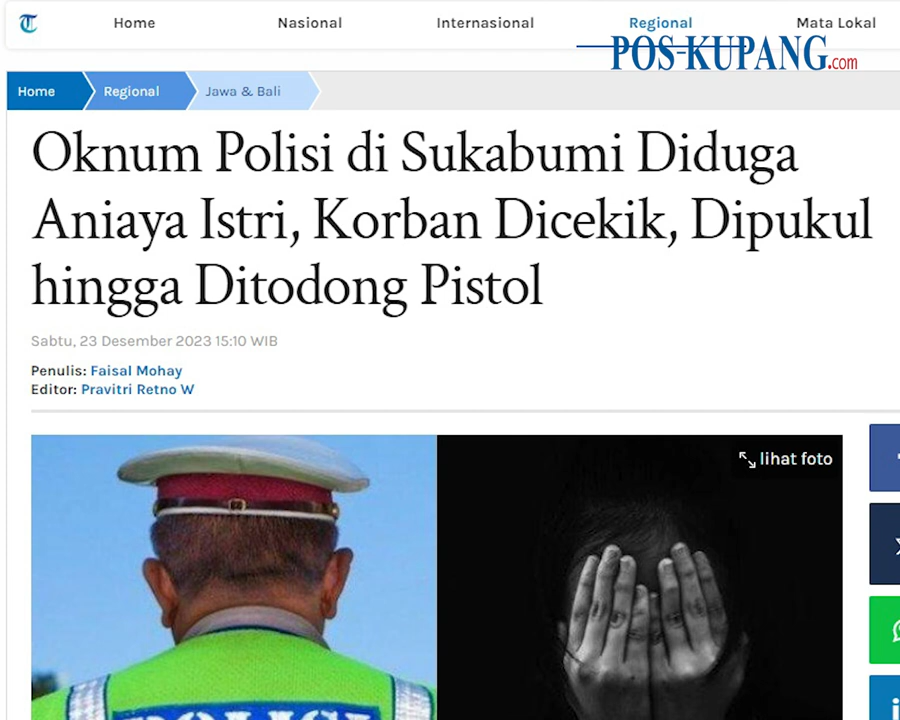 Home Nasional Internasional Regional Mata Lokal
POS-KUPANG.com
Home Regional Jawa & Bali
Oknum Polisi di Sukabumi Diduga
Aniaya Istri, Korban Dicekik, Dipukul
hingga Ditodong Pistol
Sabtu, 23 Desember 2023 15:10 WIB
Penulis: Faisal Mohay
Editor: Pravitri Retno W
lihat foto
POLISI